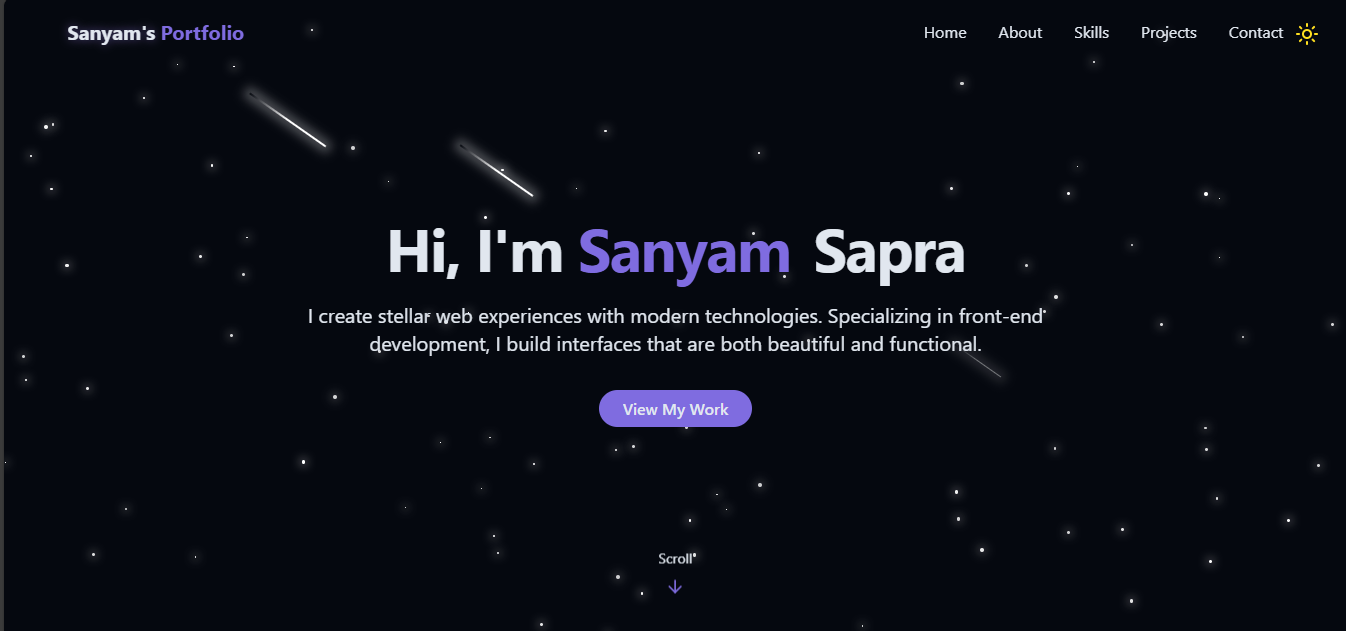 Sanyam's Portfolio
Home About Skills Projects Contact
Hi, I'm Sanyam Sapra
I create stellar web experiences with modern technologies. Specializing in front-end
development, I build interfaces that are both beautiful and functional.
View My Work
Scroll